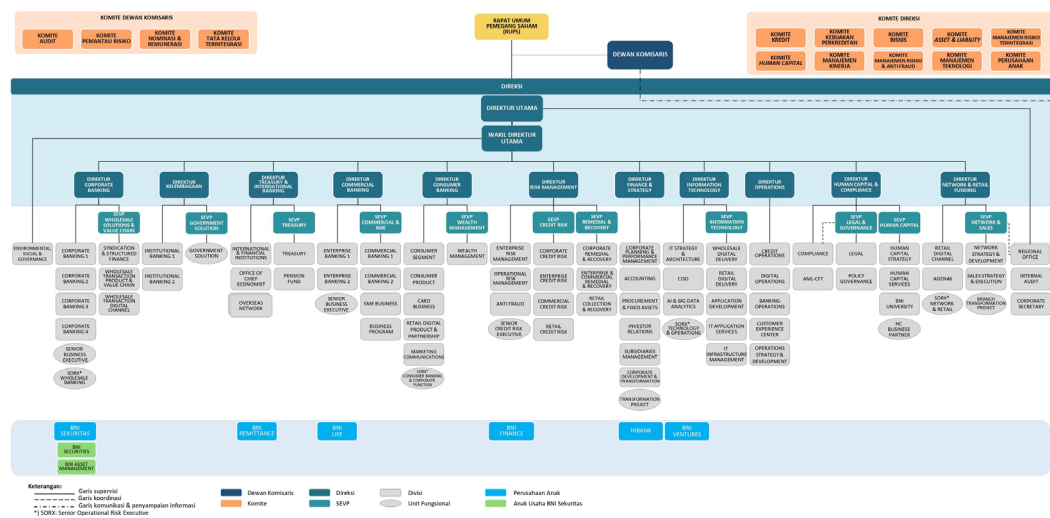 KOMITE DEWAN KOMISARIS
KOMITE
AUDIT
KOMITE
PEMANTAU RISIKO
KOMITE
NOMINASI &
REMUNERASI
KOMITE
TATA KELOLA
TERINTEGRASI
RAPAT UMUM
PEMEGANG SAHAM
(RUPS)
DEWAN KOMISARIS
KOMITE DIREKSI
KOMITE
KREDIT
KOMITE
KEBIJAKAN
PERKREDITAN
KOMITE
BISNIS
KOMITE
ASSET & LIABILITY
KOMITE
MANAJEMEN RISIKO
TERINTEGRASI
KOMITE
HUMAN CAPITAL
KOMITE
MANAJEMEN
KINERJA
KOMITE
MANAJEMEN RISIKO
& ANTI FRAUD
KOMITE
MANAJEMEN
TEKNOLOGI
KOMITE
PERUSAHAAN
ANAK
DIREKSI
DIREKTUR UTAMA
WAKIL DIREKTUR
UTAMA
DIREKTUR
CORPORATE
BANKING
DIREKTUR
KELEMBAGAAN
DIREKTUR
TREASURY &
INTERNATIONAL
BANKING
DIREKTUR
COMMERCIAL
BANKING
DIREKTUR
CONSUMER
BANKING
DIREKTUR
RISK MANAGEMENT
DIREKTUR
FINANCE &
STRATEGY
DIREKTUR
INFORMATION
TECHNOLOGY
DIREKTUR
OPERATIONS
DIREKTUR
HUMAN CAPITAL &
COMPLIANCE
DIREKTUR
NETWORK & RETAIL
FUNDING
SEVP WHOLESALE
SOLUTIONS &
VALUE CHAIN
SEVP
GOVERNMENT
SOLUTION
SEVP
TREASURY
SEVP
COMMERCIAL &
SME
SEVP
WEALTH
MANAGEMENT
SEVP
CREDIT RISK
SEVP
REMEDIAL &
RECOVERY
SEVP
INFORMATION
TECHNOLOGY
SEVP
LEGAL &
GOVERNANCE
SEVP
HUMAN CAPITAL
SEVP
NETWORK &
SALES
ENVIRONMENTAL,
SOCIAL &
GOVERNANCE
CORPORATE
BANKING 1
SYNDICATION
& STRUCTURED
FINANCE
INSTITUTIONAL
BANKING 1
GOVERNMENT
SOLUTION
INTERNATIONAL
& FINANCIAL
INSTITUTIONS
TREASURY
ENTERPRISE
BANKING 1
COMMERCIAL
BANKING 1
CONSUMER
SEGMENT
WEALTH
MANAGEMENT
ENTERPRISE
RISK
MANAGEMENT
CORPORATE
CREDIT RISK
CORPORATE
REMEDIAL
& RECOVERY
CORPORATE
PLANNING &
PERFORMANCE
MANAGEMENT
IT STRATEGY
&
ARCHITECTURE
WHOLESALE
DIGITAL
DELIVERY
CREDIT
OPERATIONS
COMPLIANCE
LEGAL
HUMAN
CAPITAL
STRATEGY
RETAIL
DIGITAL
CHANNEL
NETWORK
STRATEGY &
DEVELOPMENT
REGIONAL
OFFICE
CORPORATE
BANKING 2
WHOLESALE
TRANSACTION
PRODUCT &
VALUE CHAIN
INSTITUTIONAL
BANKING 2
OFFICE OF
CHIEF
ECONOMIST
PENSION
FUND
ENTERPRISE
BANKING 2
COMMERCIAL
BANKING 2
CONSUMER
PRODUCT
OPERATIONAL
RISK
MANAGEMENT
ENTERPRISE
CREDIT RISK
ENTERPRISE &
COMMERCIAL
REMEDIAL
& RECOVERY
ACCOUNTING
CISO
RETAIL
DIGITAL
DELIVERY
DIGITAL
OPERATIONS
AML-CFT
POLICY
GOVERNANCE
HUMAN
CAPITAL
SERVICES
AGEN46
SALES STRATEGY
& EXECUTION
INTERNAL
AUDIT
CORPORATE
BANKING 3
WHOLESALE
TRANSACTION
DIGITAL
CHANNEL
OVERSEAS
NETWORK
SENIOR
BUSINESS
EXECUTIVE
SME BUSINESS
CARD
BUSINESS
ANTI FRAUD
COMMERCIAL
CREDIT RISK
RETAIL
COLLECTION
& RECOVERY
PROCUREMENT
& FIXED ASSETS
AI & BIG DATA
ANALYTICS
APPLICATION
DEVELOPMENT
BANKING
OPERATIONS
BNI
UNIVERSITY
SORX*
NETWORK
& RETAIL
BRANCH
TRANSFORMATION
PROJECT
CORPORATE
SECRETARY
CORPORATE
BANKING 4
BUSINESS
PROGRAM
RETAIL DIGITAL
PRODUCT &
PARTNERSHIP
SENIOR
CREDIT RISK
EXECUTIVE
RETAIL
CREDIT RISK
INVESTOR
RELATIONS
SORX*
TECHNOLOGY
& OPERATIONS
IT APPLICATION
SERVICES
CUSTOMER
EXPERIENCE
CENTER
HC
BUSINESS
PARTNER
SENIOR
BUSINESS
EXECUTIVE
MARKETING
COMMUNICATIONS
SUBSIDIARIES
MANAGEMENT
IT
INFRASTRUCTURE
MANAGEMENT
OPERATIONS
STRATEGY &
DEVELOPMENT
SORX*
WHOLESALE
BANKING
SORX*
CONSUMER BANKING
& CORPORATE
FUNCTION
CORPORATE
DEVELOPMENT &
TRANSFORMATION
TRANSFORMATION
PROJECT
BNI
SEKURITAS
BNI
REMITTANCE
BNI
LIFE
BNI
FINANCE
HIBANK
BNI
VENTURES
BNI
SECURITIES
BNI ASSET
MANAGEMENT
Keterangan:
Garis supervisi
Garis koordinasi
Garis komunikasi & penyampaian informasi
*) SORX: Senior Operational Risk Executive
Dewan Komisaris
Komite
Direksi
SEVP
Divisi
Unit Fungsional
Perusahaan Anak
Anak Usaha BNI Sekuritas